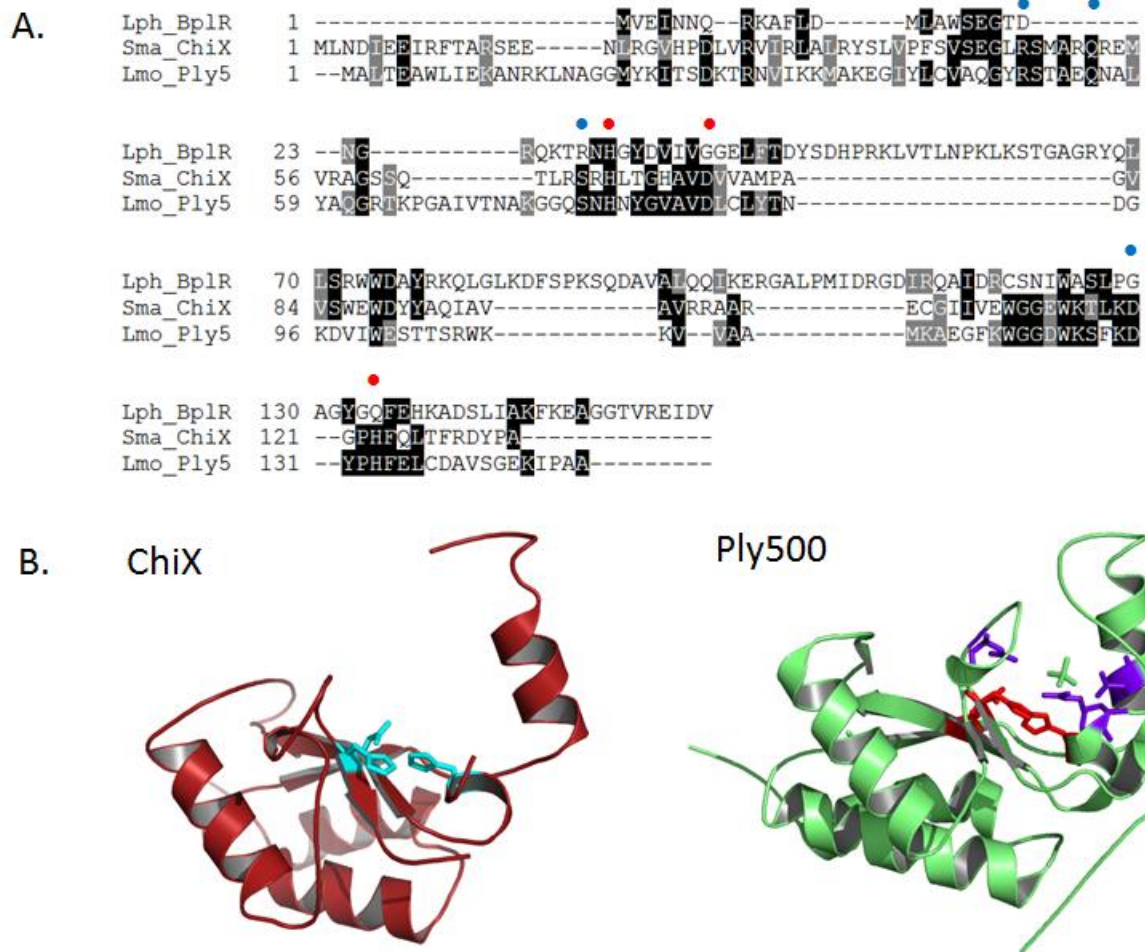 A.
Lph_BplR 1 ------------------------MVEINNQ--RKAFLD-------MLAWSEGTD---------
Sma_ChiX 1 MLNDIEEIRFTARSEE-----NLRGVHPDLVRVIRLALRYSLVPFSVSEGLRSMARQREM
Lmo_Ply5 1 --MALTEAWLIEKANRKLNAGGMYKITSDKTRNVIKKMAKEGIYLCVAQGYRSTAEQNAL
Lph_BplR 23 --NG------------RQKTRNHGYDVIVGGELFTDYSDHPRKLVTLNPKLKSTGAGRYQL
Sma_ChiX 56 VRAGSSQ----------TLRSRHLTGHAVDVVAMPA-----------------------GV
Lmo_Ply5 59 YAQGRTKPGAIVTNAKGGQSNHNYGVAVDLCLYTN------------------------DG
Lph_BplR 70 LSRWWDAYRKQLGLKDFSPKSQDAVALQQIKERGALPMIDRGDIRQAIDRCSNIWASLPG
Sma_ChiX 84 VSWEWDYYAQIAV-------------AVRRAAR----------ECGIIVEWGGEWKTLKD
Lmo_Ply5 96 KDVIWESTTSRWK-------------KV--VAA----------MKAEGFKWGGDWKSFKD
Lph_BplR 130 AGYGQFEHKADSLIAKFKEAGGTVREIDV
Sma_ChiX 121 --GPHFQLTFRDYPA--------------
Lmo_Ply5 131 --YPHFELCDAVSGEKIPAA---------
B. ChiX Ply500